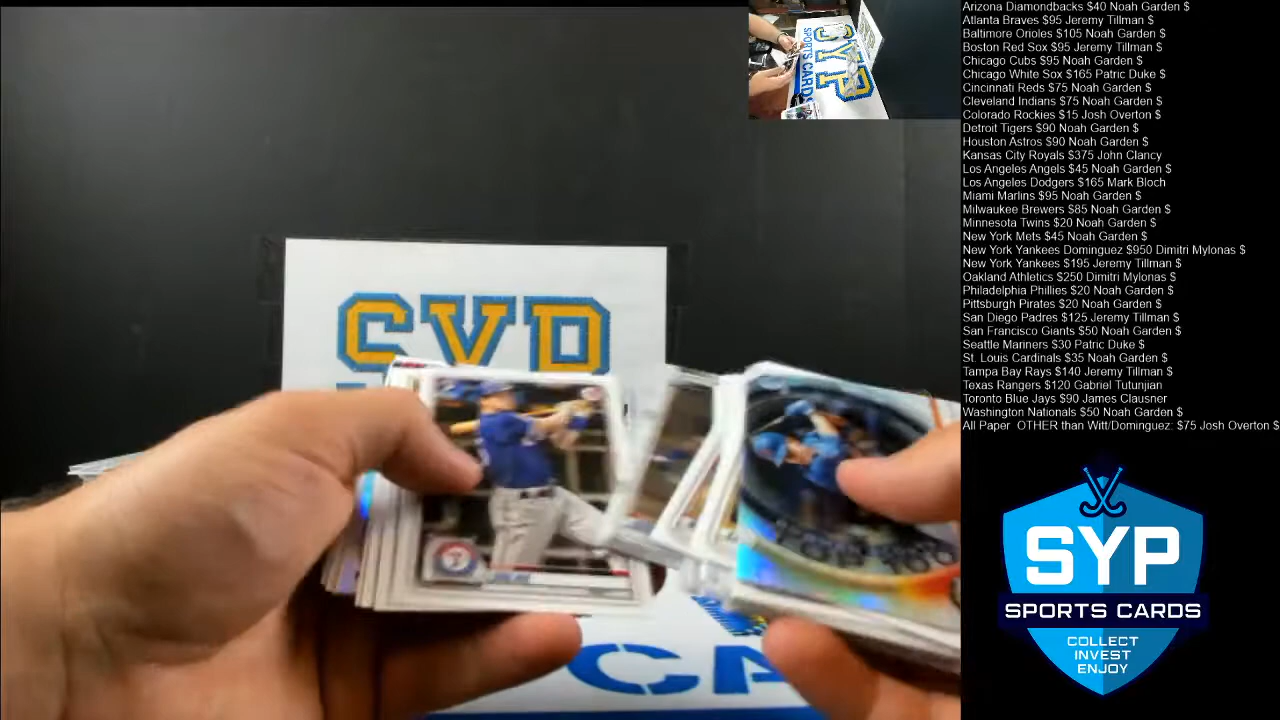 Arizona Diamondbacks $40 Noah Garden $
Atlanta Braves $95 Jeremy Tillman $
Baltimore Orioles $105 Noah Garden $
Boston Red Sox $95 Jeremy Tillman $
Chicago Cubs $95 Noah Garden $
Chicago White Sox $165 Patric Duke $
Cincinnati Reds $75 Noah Garden $
Cleveland Indians $75 Noah Garden $
Colorado Rockies $15 Josh Overton $
Detroit Tigers $90 Noah Garden $
Houston Astros $90 Noah Garden $
Kansas City Royals $375 John Clancy
Los Angeles Angels $45 Noah Garden $
Los Angeles Dodgers $165 Mark Bloch
Miami Marlins $95 Noah Garden $
Milwaukee Brewers $85 Noah Garden $
Minnesota Twins $20 Noah Garden $
New York Mets $45 Noah Garden $
New York Yankees Dominguez $950 Dimitri Mylonas $
New York Yankees $195 Jeremy Tillman $
Oakland Athletics $250 Dimitri Mylonas $
Philadelphia Phillies $20 Noah Garden $
Pittsburgh Pirates $20 Noah Garden $
San Diego Padres $125 Jeremy Tillman $
San Francisco Giants $50 Noah Garden $
Seattle Mariners $30 Patric Duke $
St. Louis Cardinals $35 Noah Garden $
Tampa Bay Rays $140 Jeremy Tillman $
Texas Rangers $120 Gabriel Tutunjian
Toronto Blue Jays $90 James Clausner
Washington Nationals $50 Noah Garden $
All Paper OTHER than Witt/Dominguez: $75 Josh Overton $
SYP
SPORTS CARDS
SYP
CA
SYP
SPORTS CARDS
COLLECT
INVEST
ENJOY